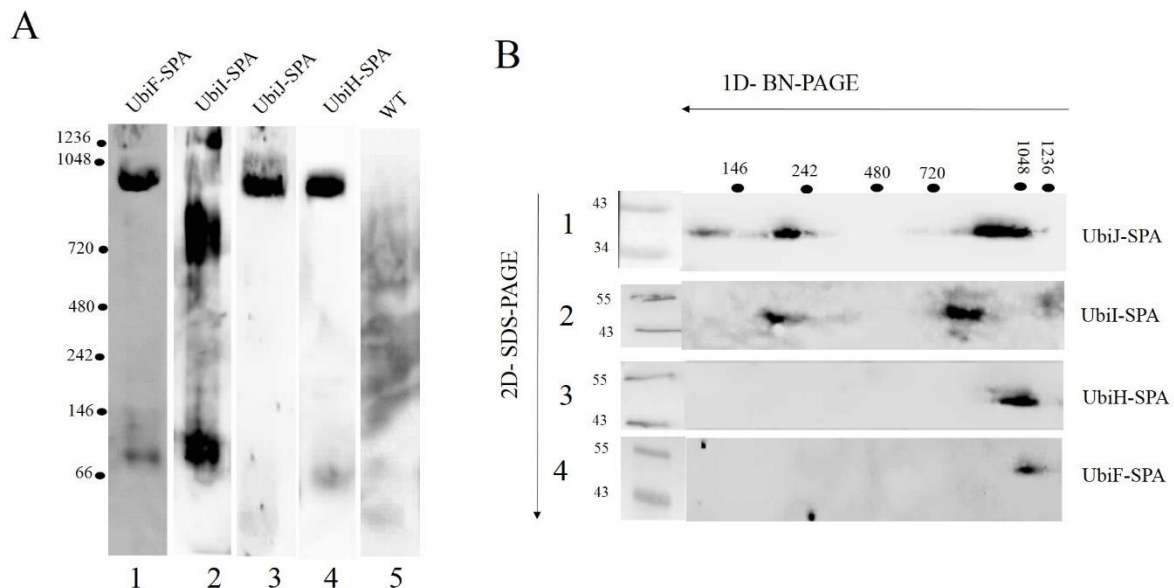 A
UbiF-SPA
UbiI-SPA
UbiJ-SPA
UbiH-SPA
WT
1236
1048
720
480
242
146
66
1
2
3
4
5
B
1D- BN-PAGE
146
242
480
720
1048
1236
2D- SDS-PAGE
1
43
34
UbiJ-SPA
2
55
43
UbiI-SPA
3
55
43
UbiH-SPA
4
55
43
UbiF-SPA